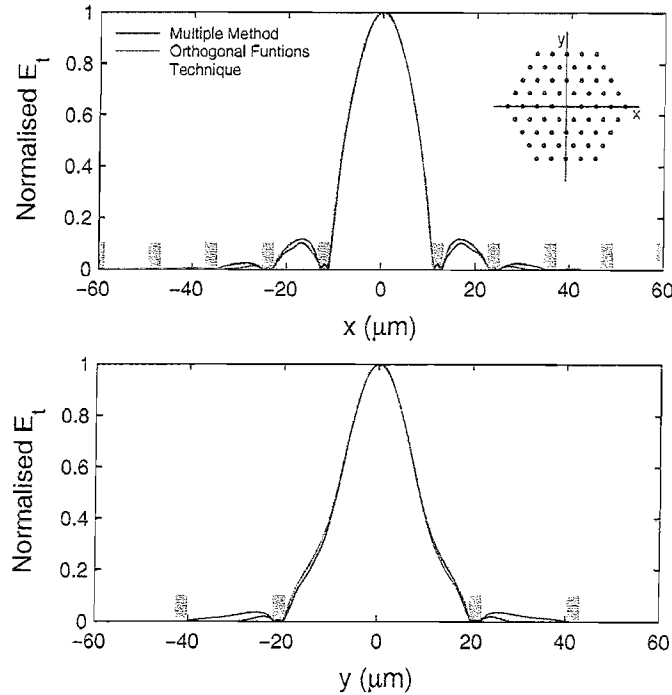 Normalised E_t
1
0.8
0.6
0.4
0.2
0
Multiple Method
Orthogonal Funtions
Technique
y
x
−60 −40 −20 0 20 40 60
x (μm)
Normalised E_t
1
0.8
0.6
0.4
0.2
0
−60 −40 −20 0 20 40 60
y (μm)